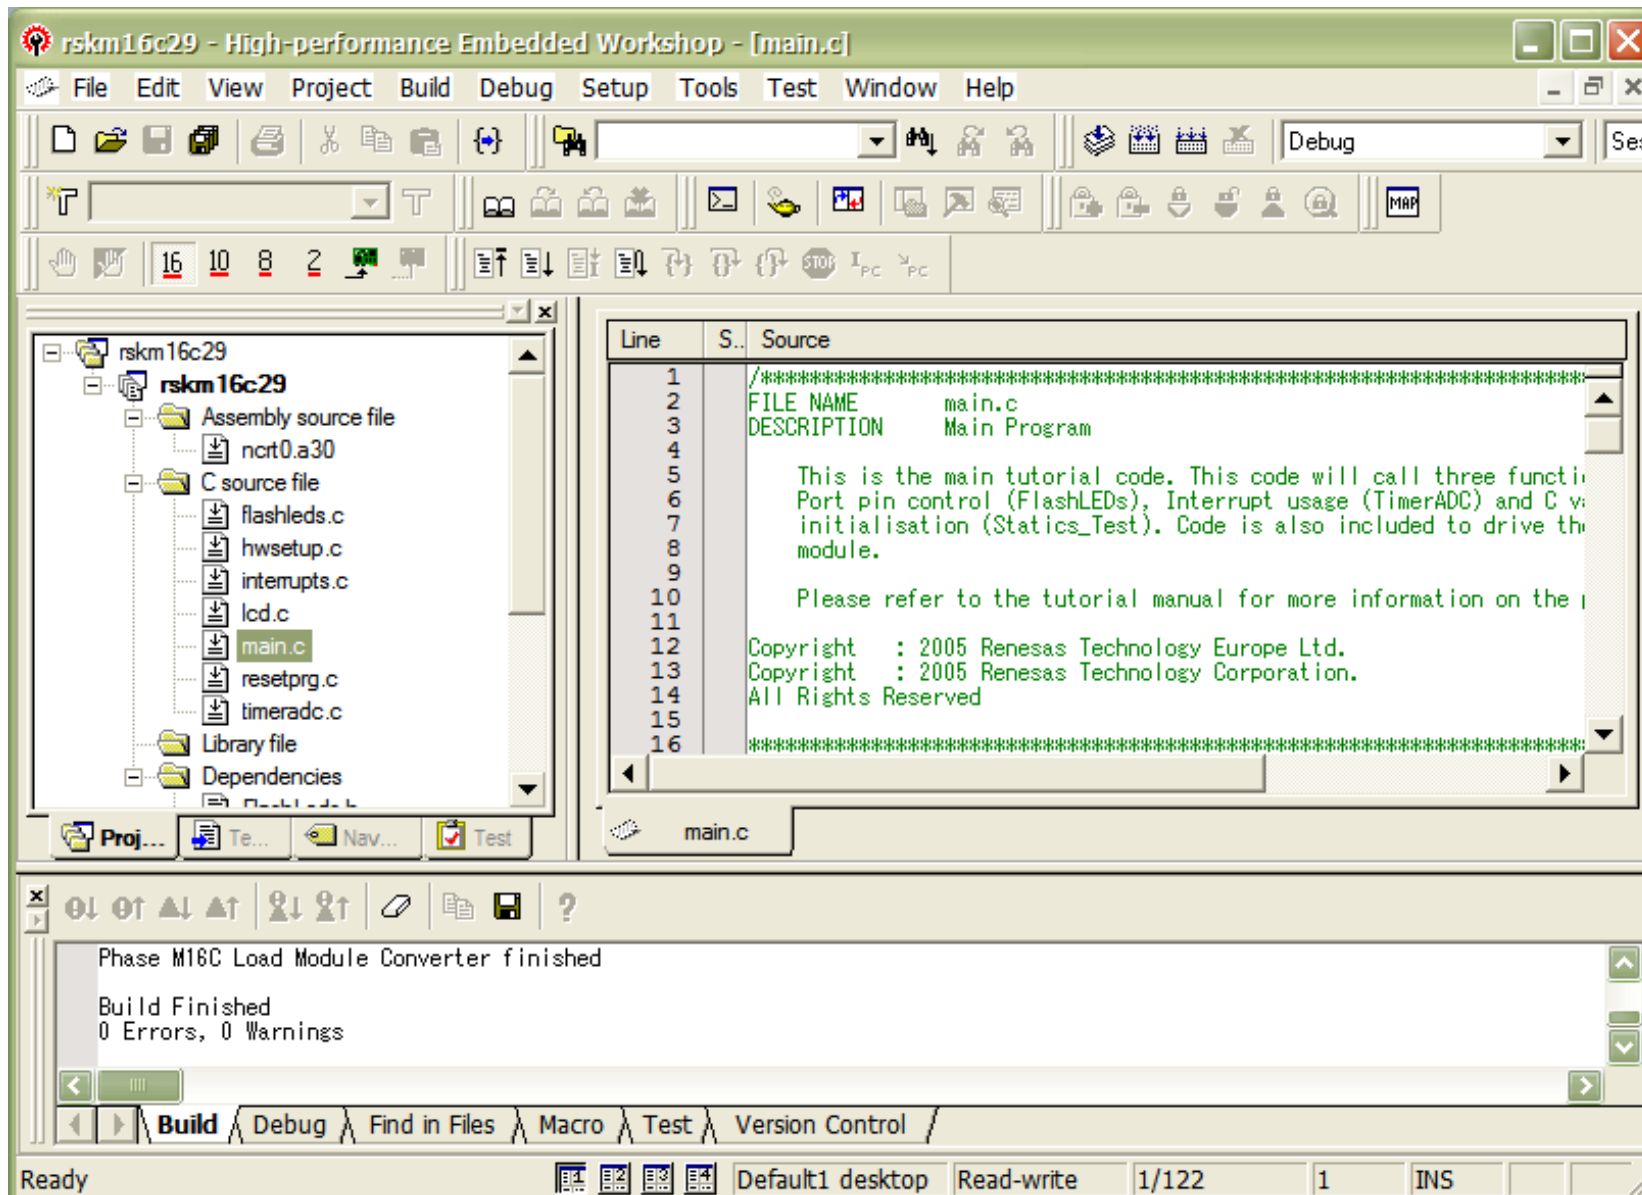 rskm16c29 - High-performance Embedded Workshop - [main.c]
File Edit View Project Build Debug Setup Tools Test Window Help
Debug
MAP
16 10 8 2 STOP I PC PC
rskm16c29
rskm16c29
Assembly source file
ncrt0.a30
C source file
flashleds.c
hwsetup.c
interrupts.c
lcd.c
main.c
resetprg.c
timeradc.c
Library file
Dependencies
Proj... Te... Nav... Test
Line S.. Source
1 /********************************************************************
2 FILE NAME main.c
3 DESCRIPTION Main Program
4
5 This is the main tutorial code. This code will call three
6 Port pin control (FlashLEDs), Interrupt usage (TimerADC) and C
7 initialisation (Statics_Test). Code is also included to drive
8 module.
9
10 Please refer to the tutorial manual for more information on the
11
12 Copyright : 2005 Renesas Technology Europe Ltd.
13 Copyright : 2005 Renesas Technology Corporation.
14 All Rights Reserved
15
16 ********************************************************************
main.c
Phase M16C Load Module Converter finished
Build Finished
0 Errors, 0 Warnings
Build Debug Find in Files Macro Test Version Control
Ready 1 2 3 4 Default1 desktop Read-write 1/122 1 INS